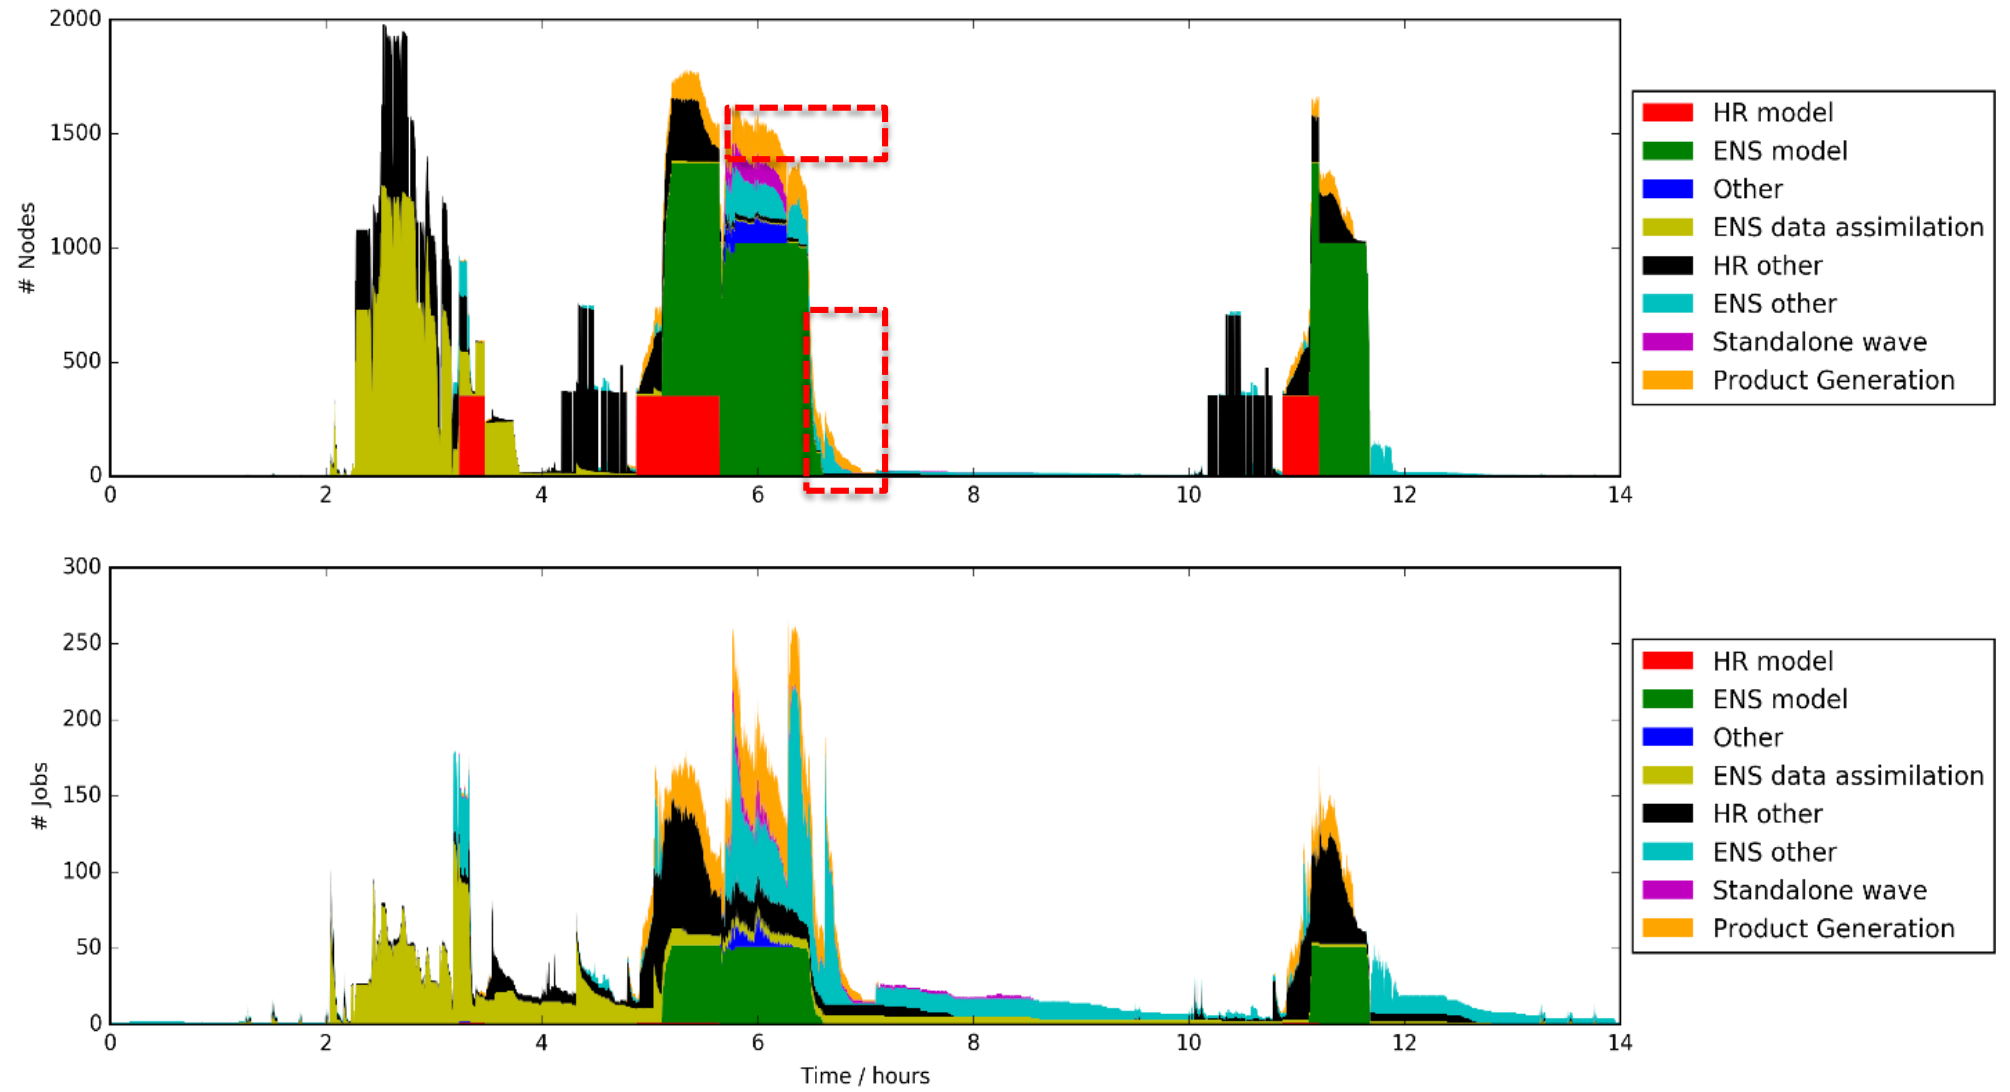 2000
1500
1000
500
0
# Nodes
0 2 4 6 8 10 12 14
HR model
ENS model
Other
ENS data assimilation
HR other
ENS other
Standalone wave
Product Generation
300
250
200
150
100
50
0
# Jobs
0 2 4 6 8 10 12 14
Time / hours
HR model
ENS model
Other
ENS data assimilation
HR other
ENS other
Standalone wave
Product Generation